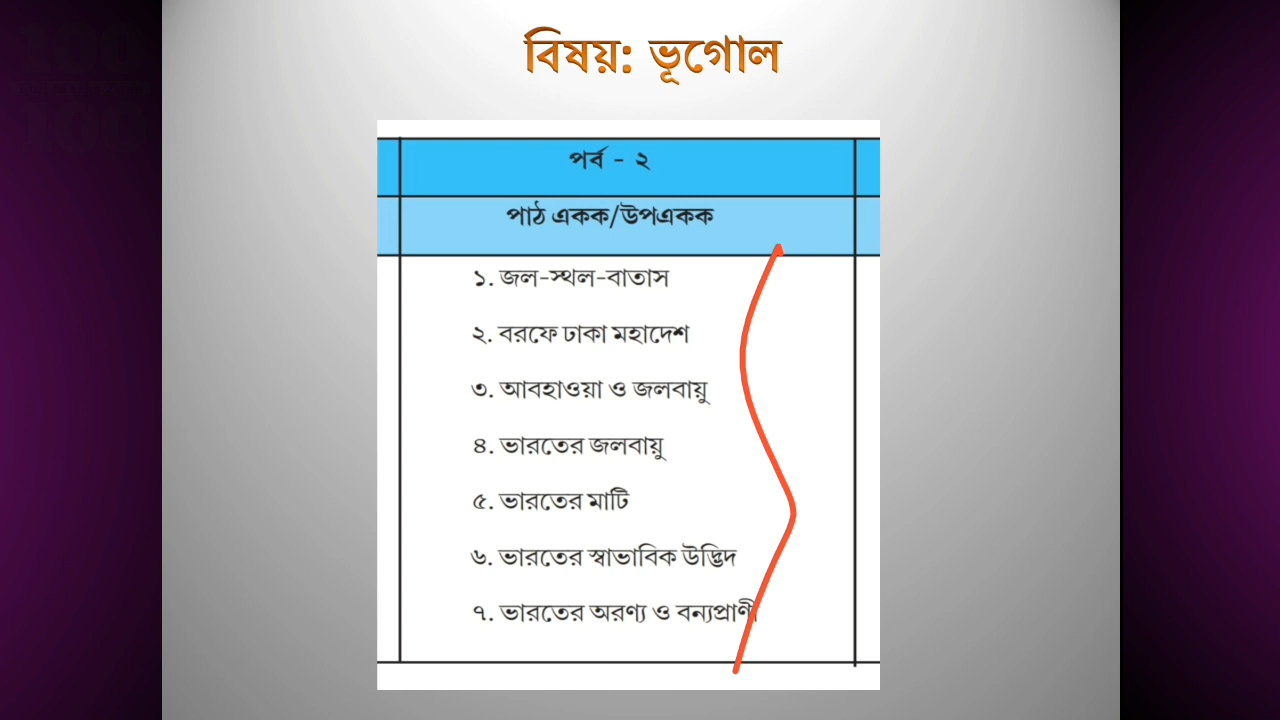 বিষয়: ভূগোল
পর্ব - ২
পাঠ একক/উপএকক
১. জল-স্থল-বাতাস
২. বরফে ঢাকা মহাদেশ
৩. আবহাওয়া ও জলবায়ু
৪. ভারতের জলবায়ু
৫. ভারতের মাটি
৬. ভারতের স্বাভাবিক উদ্ভিদ
৭. ভারতের অরণ্য ও বন্যপ্রাণী